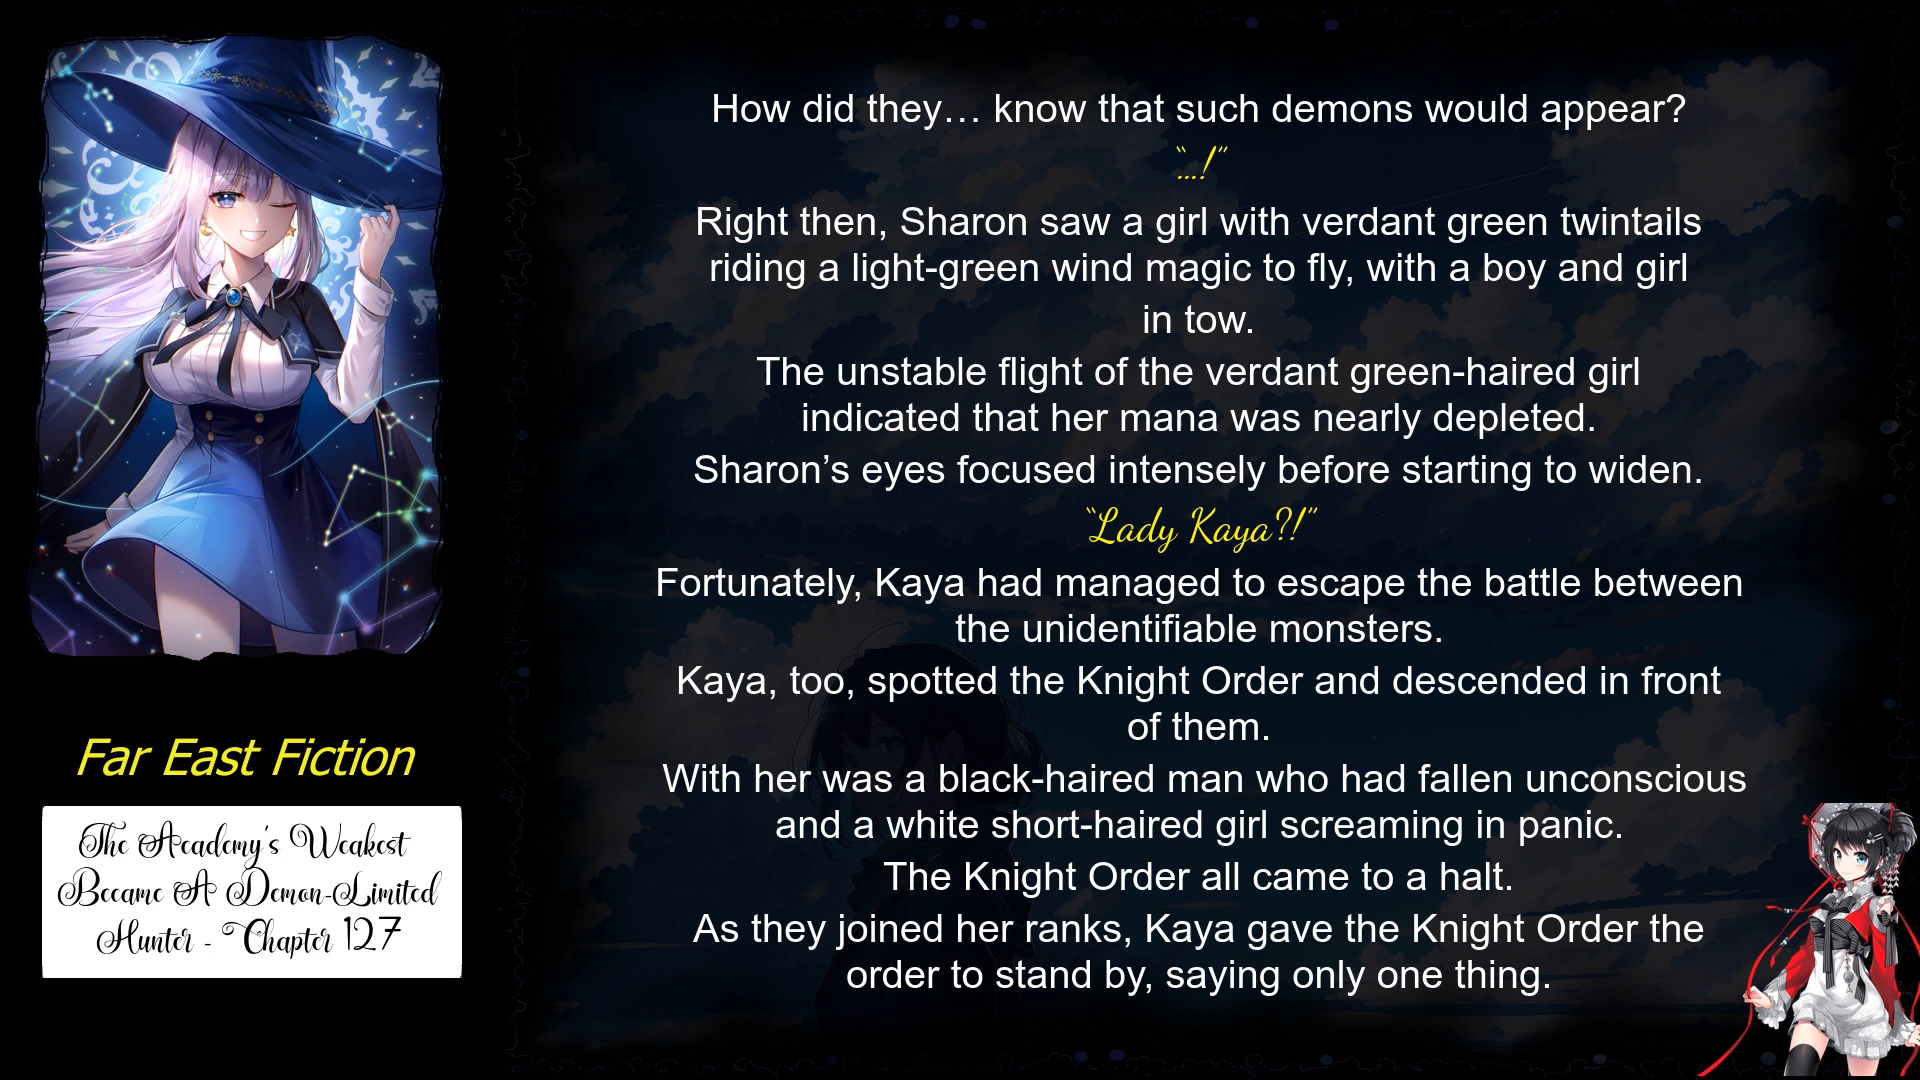 How did they… know that such demons would appear?
“…!”
Right then, Sharon saw a girl with verdant green twintails
riding a light-green wind magic to fly, with a boy and girl
in tow.
The unstable flight of the verdant green-haired girl
indicated that her mana was nearly depleted.
Sharon’s eyes focused intensely before starting to widen.
“Lady Kaya?!”
Fortunately, Kaya had managed to escape the battle between
the unidentifiable monsters.
Kaya, too, spotted the Knight Order and descended in front
of them.
With her was a black-haired man who had fallen unconscious
and a white short-haired girl screaming in panic.
The Knight Order all came to a halt.
As they joined her ranks, Kaya gave the Knight Order the
order to stand by, saying only one thing.
Far East Fiction
The Academy's Weakest
Became A Demon-Limited
Hunter - Chapter 127